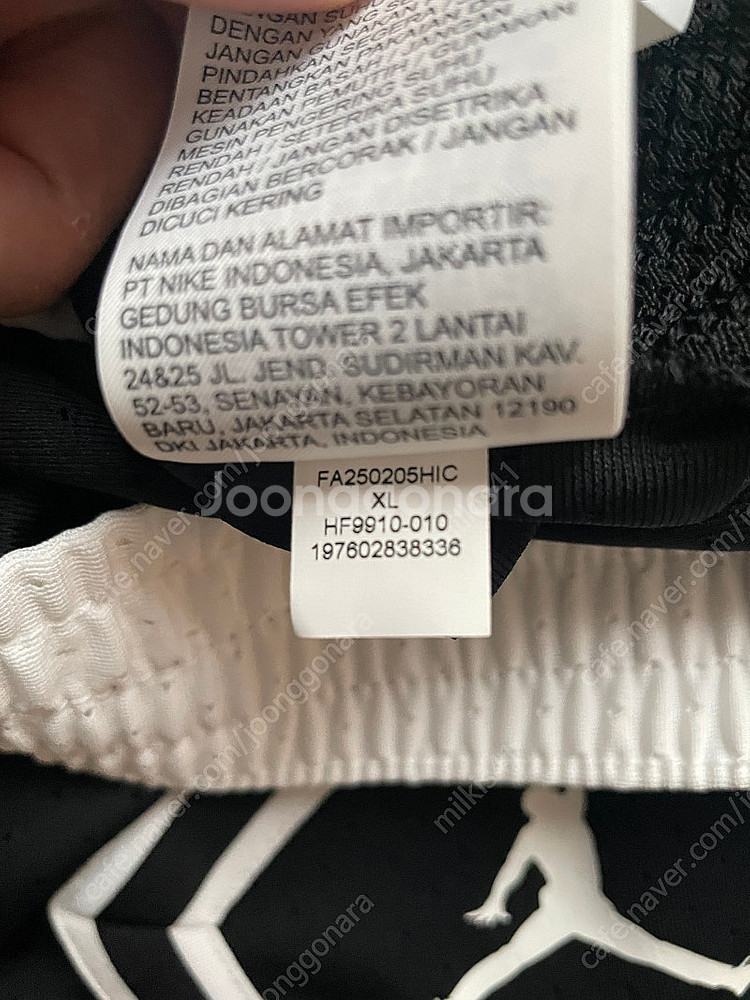 DENGAN YANG
JANGAN GUNAKAN
PINDAHKAN
BENTANGKAN
KEADAAN BASAH / SUHU
GUNAKAN PEMUTIH /
MESIN PENGERING SUHU
RENDAH / SETERIKA SUHU
RENDAH / JANGAN DISETRIKA
DIBAGIAN BERCORAK / JANGAN
DICUCI KERING
NAMA DAN ALAMAT IMPORTIR:
PT NIKE INDONESIA, JAKARTA
GEDUNG BURSA EFEK
INDONESIA TOWER 2 LANTAI
24&25 JL. JEND. SUDIRMAN KAV.
52-53, SENAYAN, KEBAYORAN
BARU, JAKARTA SELATAN 12190
DKI JAKARTA, INDONESIA
FA250205HIC
XL
HF9910-010
197602838336
Joonggonara
cafe.naver.com/joonggonara